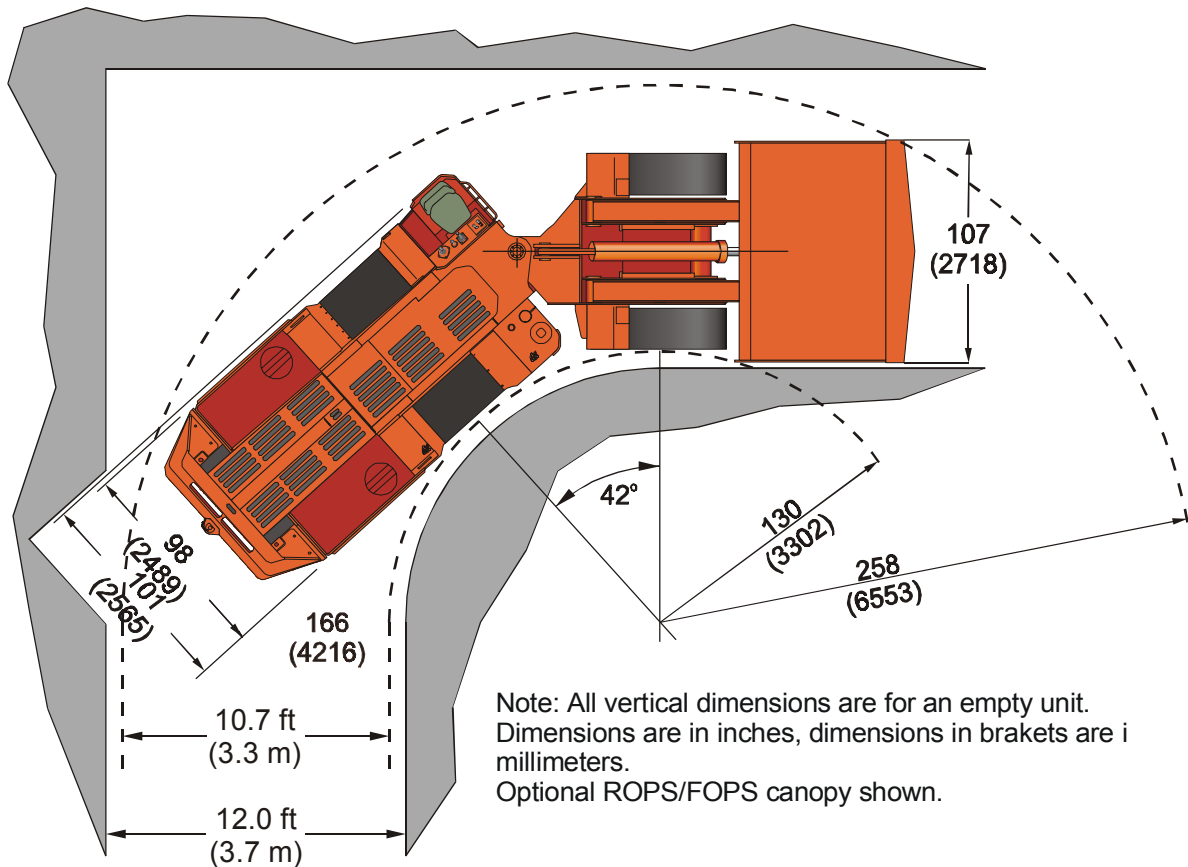 107
(2718)
42°
130
(3302)
258
(6553)
98
(2489)
101
(2565)
166
(4216)
10.7 ft
(3.3 m)
12.0 ft
(3.7 m)
Note: All vertical dimensions are for an empty unit.
Dimensions are in inches, dimensions in brakets are i
millimeters.
Optional ROPS/FOPS canopy shown.